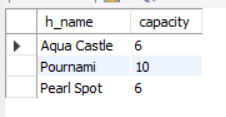 h_name capacity
Aqua Castle 6
Pournami 10
Pearl Spot 6